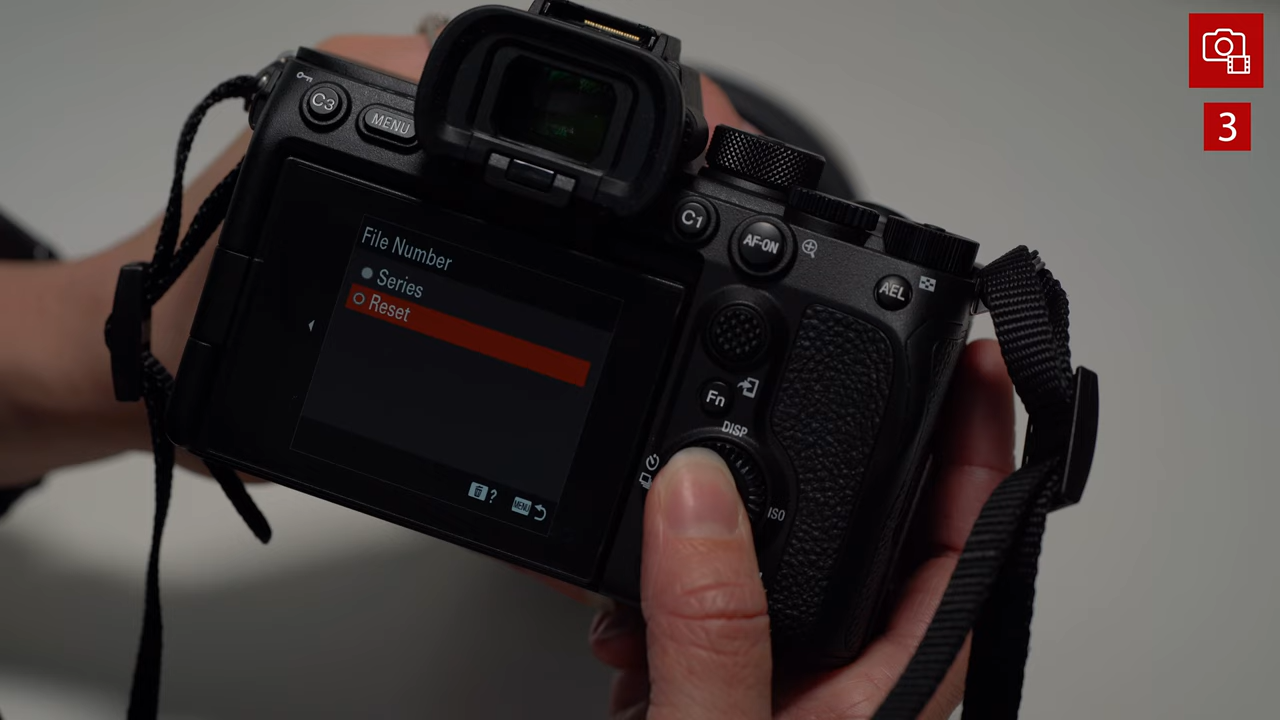 3
C3
MENU
C1
AF-ON
AEL
File Number
Series
Reset
Fn
DISP
ISO
?
MENU